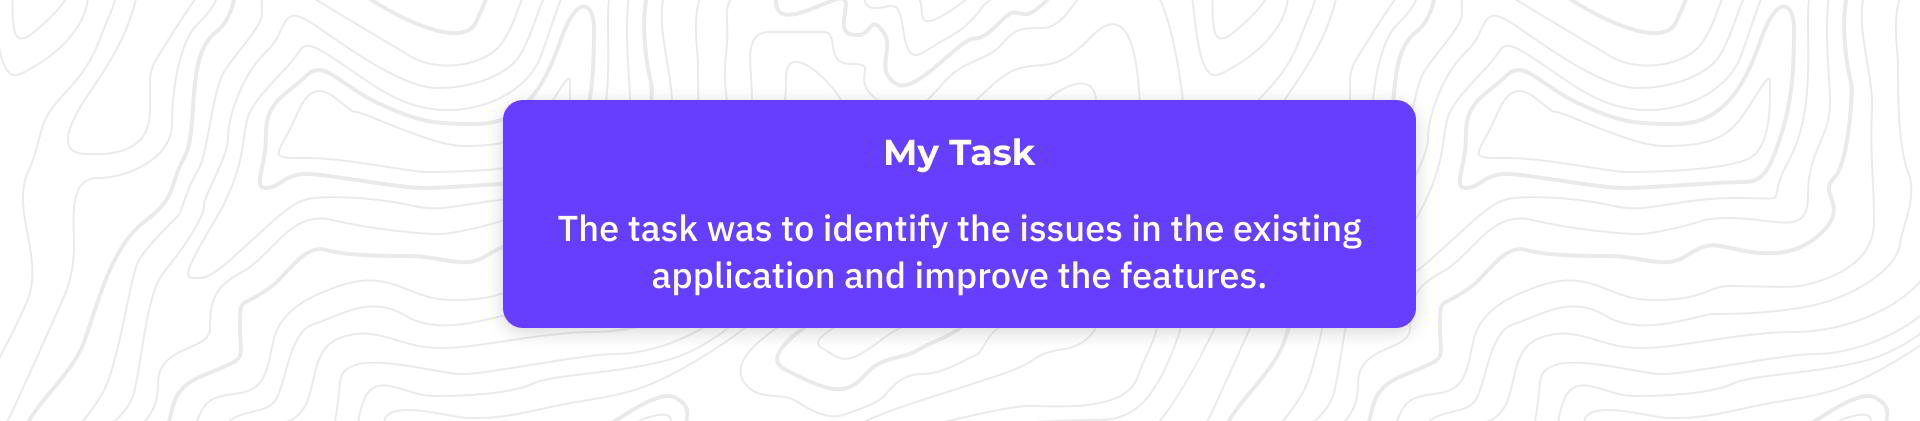 My Task
The task was to identify the issues in the existing
application and improve the features.